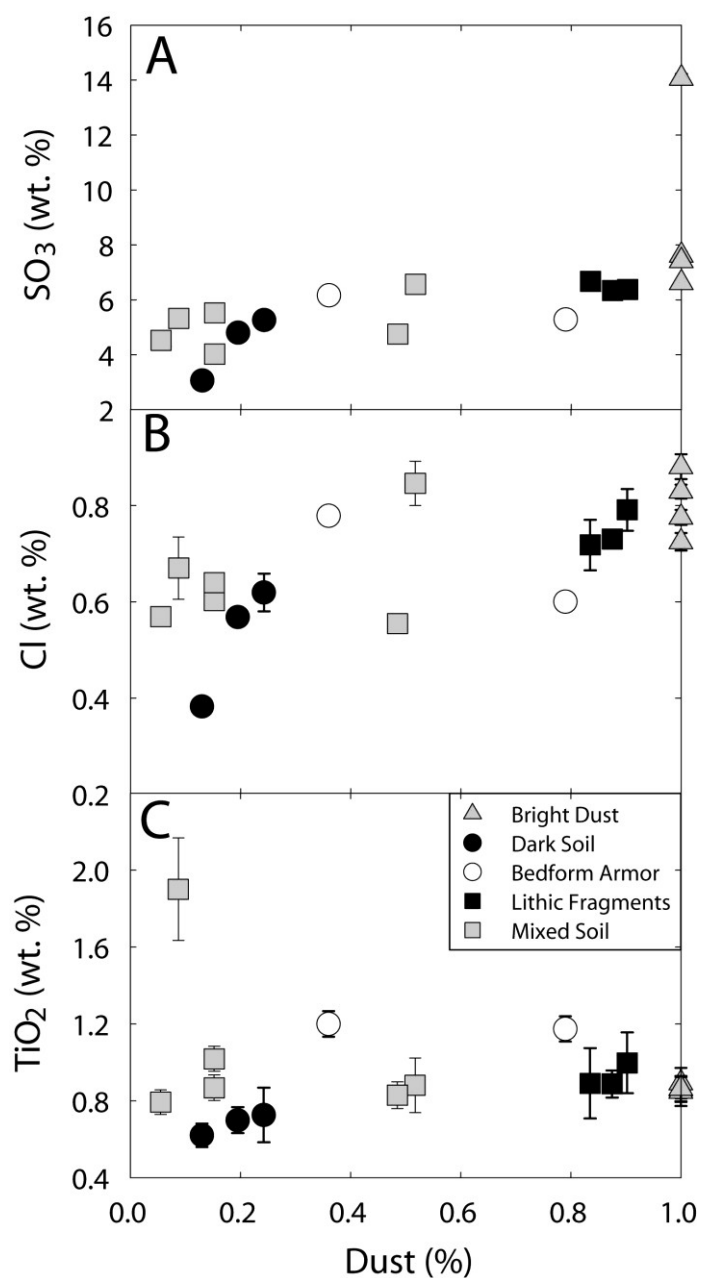 A
16
14
12
10
8
6
4
2
SO3 (wt. %)
B
0.8
0.6
0.4
0.2
Cl (wt. %)
C
Bright Dust
Dark Soil
Bedform Armor
Lithic Fragments
Mixed Soil
2.0
1.6
1.2
0.8
0.4
TiO2 (wt. %)
0.0 0.2 0.4 0.6 0.8 1.0
Dust (%)